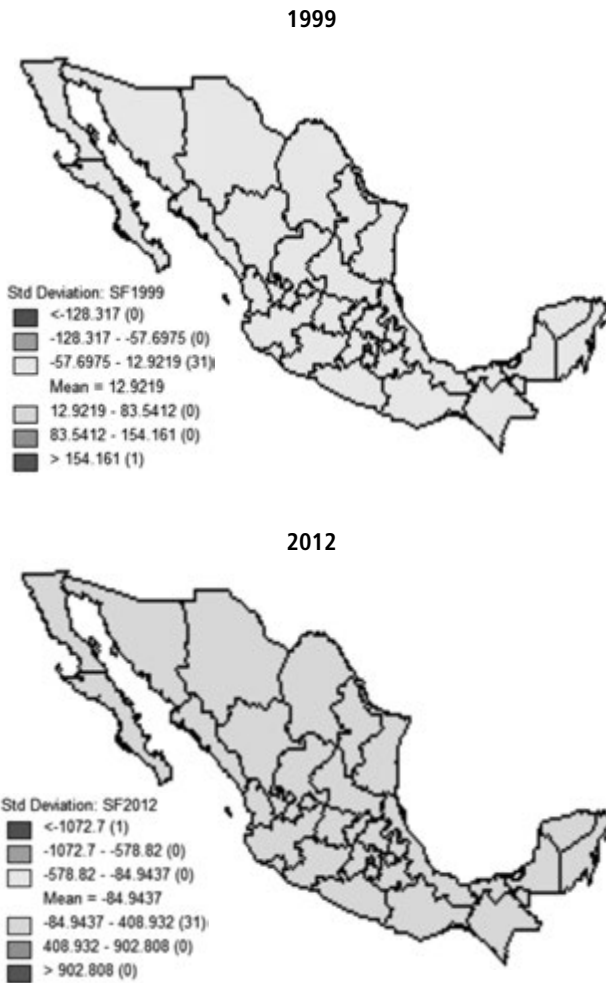 1999
Std Deviation: SF1999
<-128.317 (0)
-128.317 - -57.6975 (0)
-57.6975 - 12.9219 (31)
Mean = 12.9219
12.9219 - 83.5412 (0)
83.5412 - 154.161 (0)
> 154.161 (1)
2012
Std Deviation: SF2012
<-1072.7 (1)
-1072.7 - -578.82 (0)
-578.82 - -84.9437 (0)
Mean = -84.9437
-84.9437 - 408.932 (31)
408.932 - 902.808 (0)
> 902.808 (0)